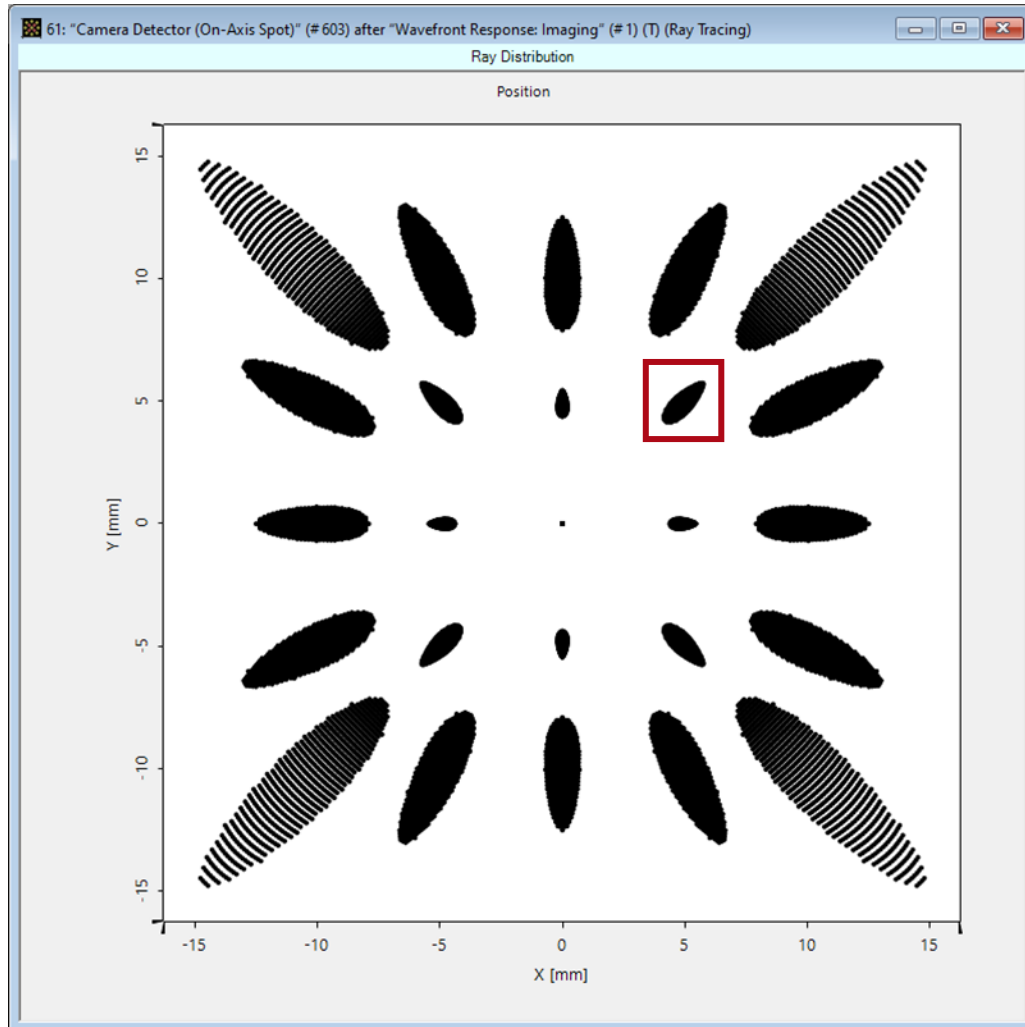 61: "Camera Detector (On-Axis Spot)" (#603) after "Wavefront Response: Imaging" (#1) (T) (Ray Tracing)
Ray Distribution
Position
15
10
5
0
-5
-10
-15
Y [mm]
-15 -10 -5 0 5 10 15
X [mm]